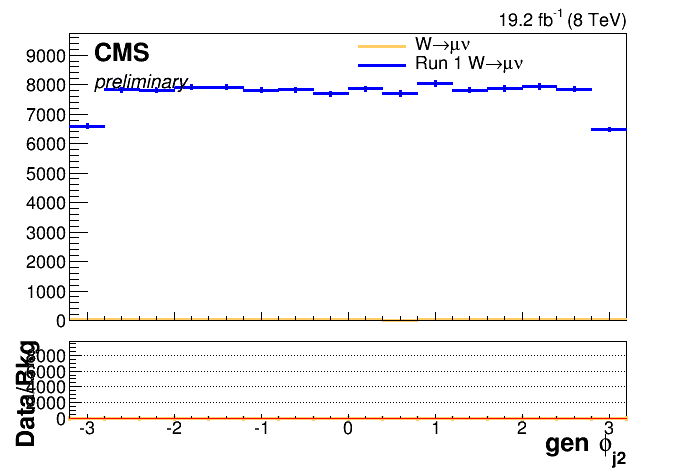 19.2 fb-1 (8 TeV)
CMS
preliminary
W→μν
Run 1 W→μν
9000
8000
7000
6000
5000
4000
3000
2000
1000
0
Data/Bkg
0
-3 -2 -1 0 1 2 3
gen ϕj2